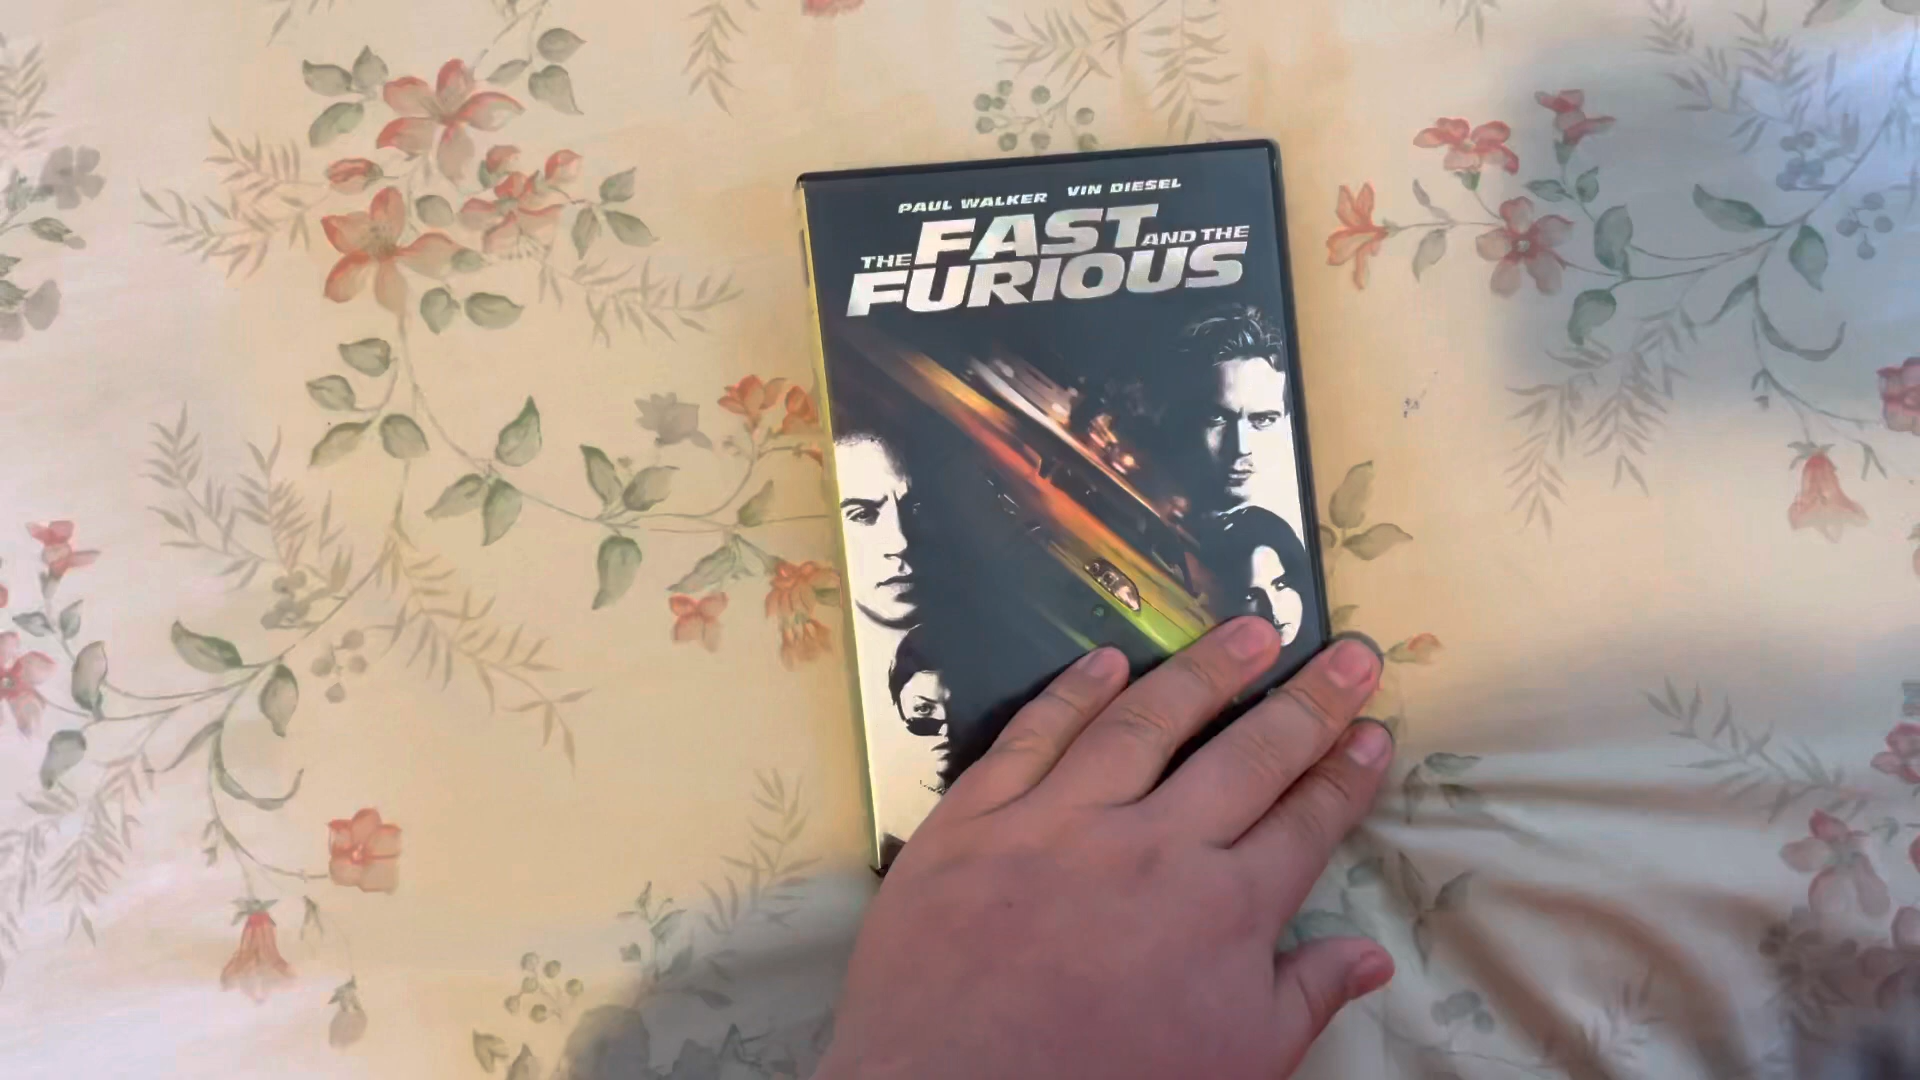 PAUL WALKER VIN DIESEL
THE FAST AND THE
FURIOUS